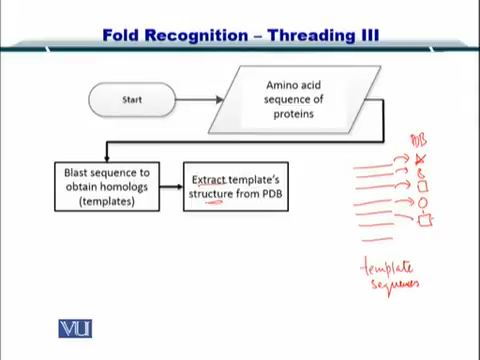 Fold Recognition – Threading III
Start
Amino acid
sequence of
proteins
Blast sequence to
obtain homologs
(templates)
Extract template's
structure from PDB
PDB
template
sequences
VU